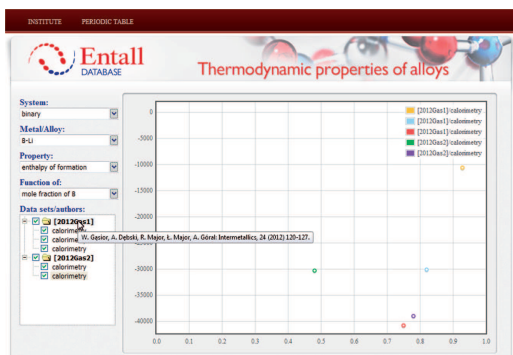 INSTITUTE PERIODIC TABLE
Entall
DATABASE
Thermodynamic properties of alloys
System:
binary
Metal/Alloy:
B-Li
Property:
enthalpy of formation
Function of:
mole fraction of B
Data sets/authors:
[2012Gas1]
calorimetry
calorime
W. Gąsior, A. Dębski, R. Major, Ł. Major, A. Góral: Intermetallics, 24 (2012) 120-127.
calorimetry
[2012Gas2]
calorimetry
calorimetry
[2012Gas1]/calorimetry
[2012Gas1]/calorimetry
[2012Gas1]/calorimetry
[2012Gas2]/calorimetry
[2012Gas2]/calorimetry
0
-5000
-10000
-15000
-20000
-30000
-35000
-40000
0.0 0.1 0.2 0.3 0.4 0.5 0.6 0.7 0.8 0.9 1.0